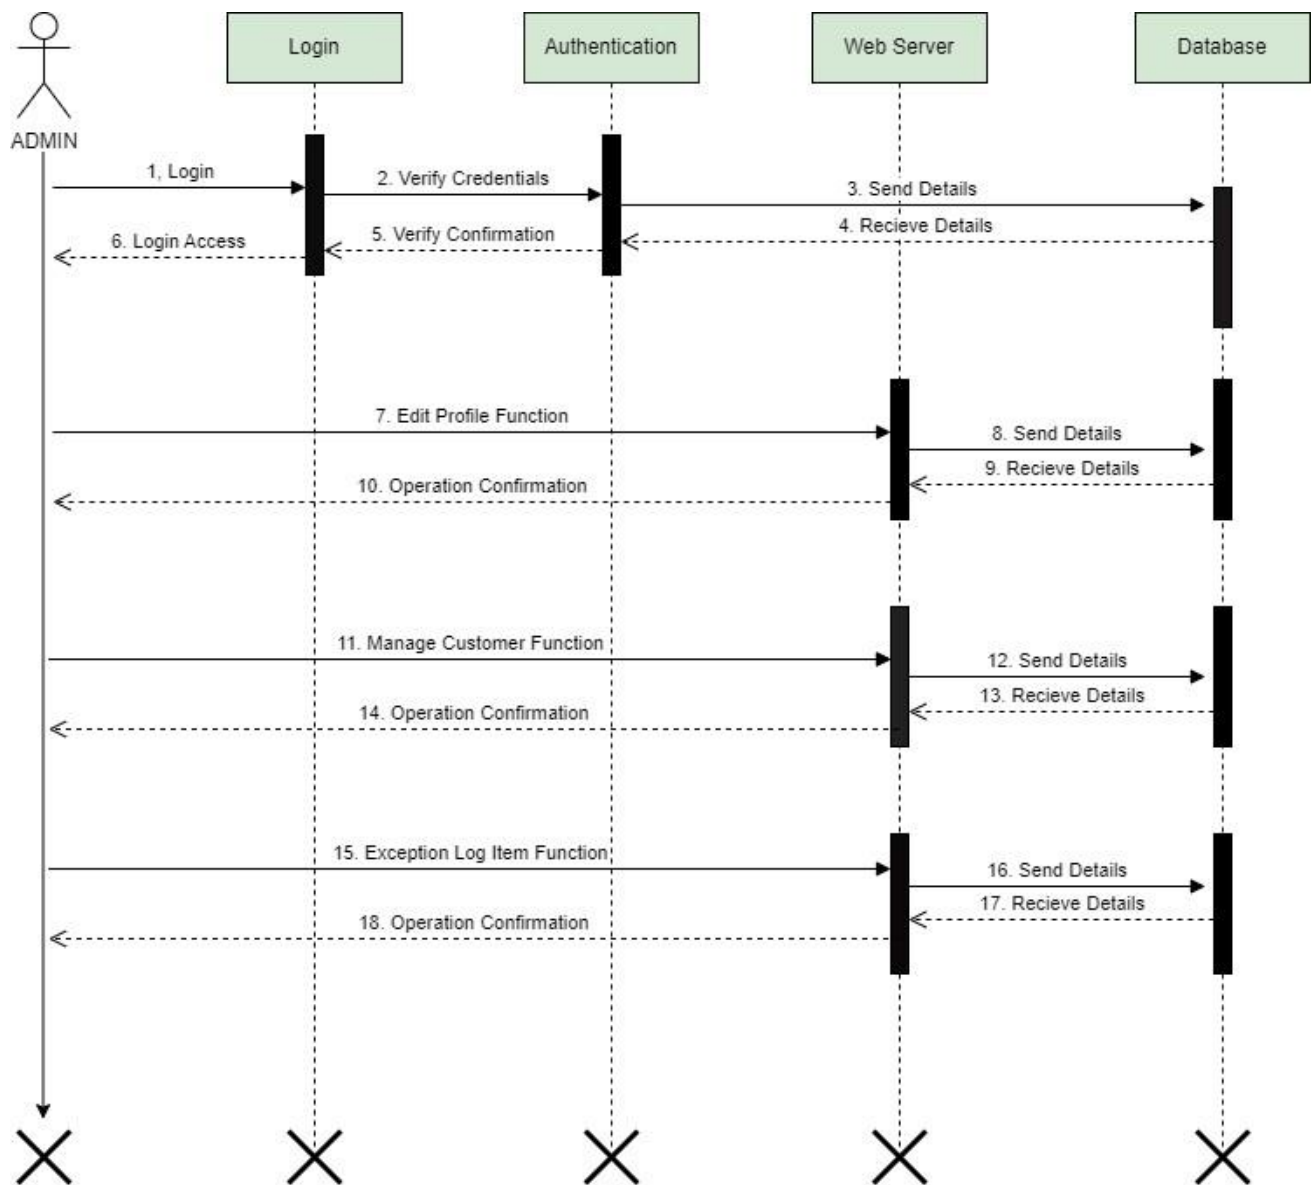 Login
Authentication
Web Server
Database
ADMIN
1, Login
2. Verify Credentials
3. Send Details
4. Recieve Details
5. Verify Confirmation
6. Login Access
7. Edit Profile Function
8. Send Details
9. Recieve Details
10. Operation Confirmation
11. Manage Customer Function
12. Send Details
13. Recieve Details
14. Operation Confirmation
15. Exception Log Item Function
16. Send Details
17. Recieve Details
18. Operation Confirmation